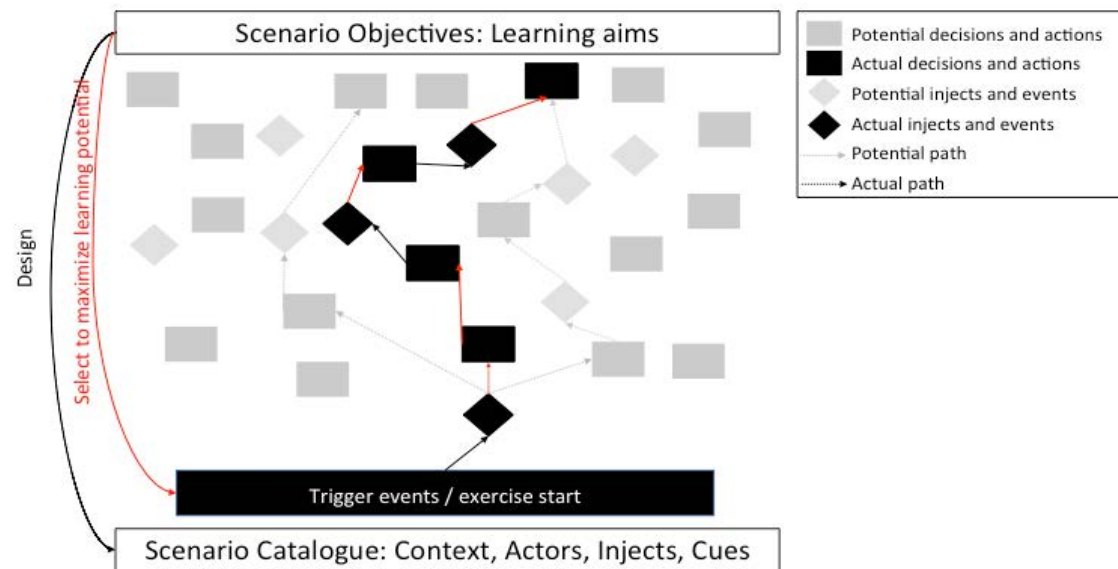 Scenario Objectives: Learning aims
Potential decisions and actions
Actual decisions and actions
Potential injects and events
Actual injects and events
Potential path
Actual path
Design
Select to maximize learning potential
Trigger events / exercise start
Scenario Catalogue: Context, Actors, Injects, Cues